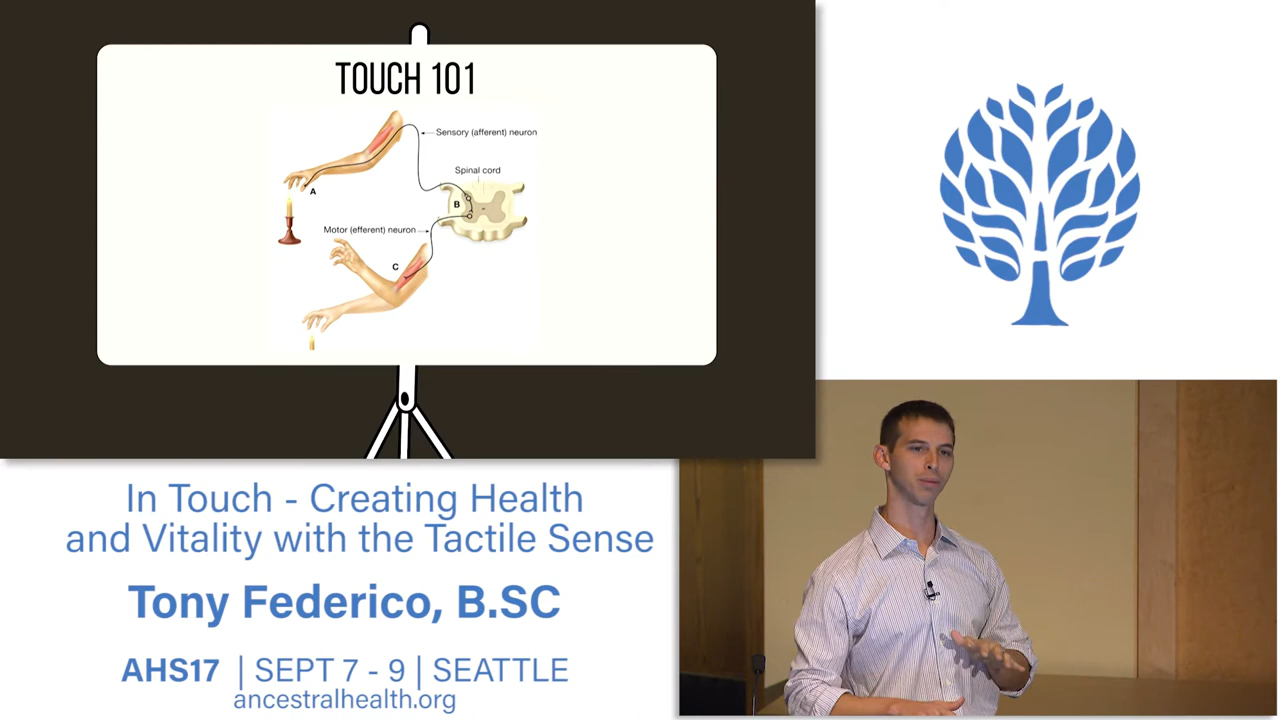 TOUCH 101
Sensory (afferent) neuron
A
Spinal cord
B
Motor (efferent) neuron
C
In Touch - Creating Health
and Vitality with the Tactile Sense
Tony Federico, B.SC
AHS17 | SEPT 7 - 9 | SEATTLE
ancestralhealth.org